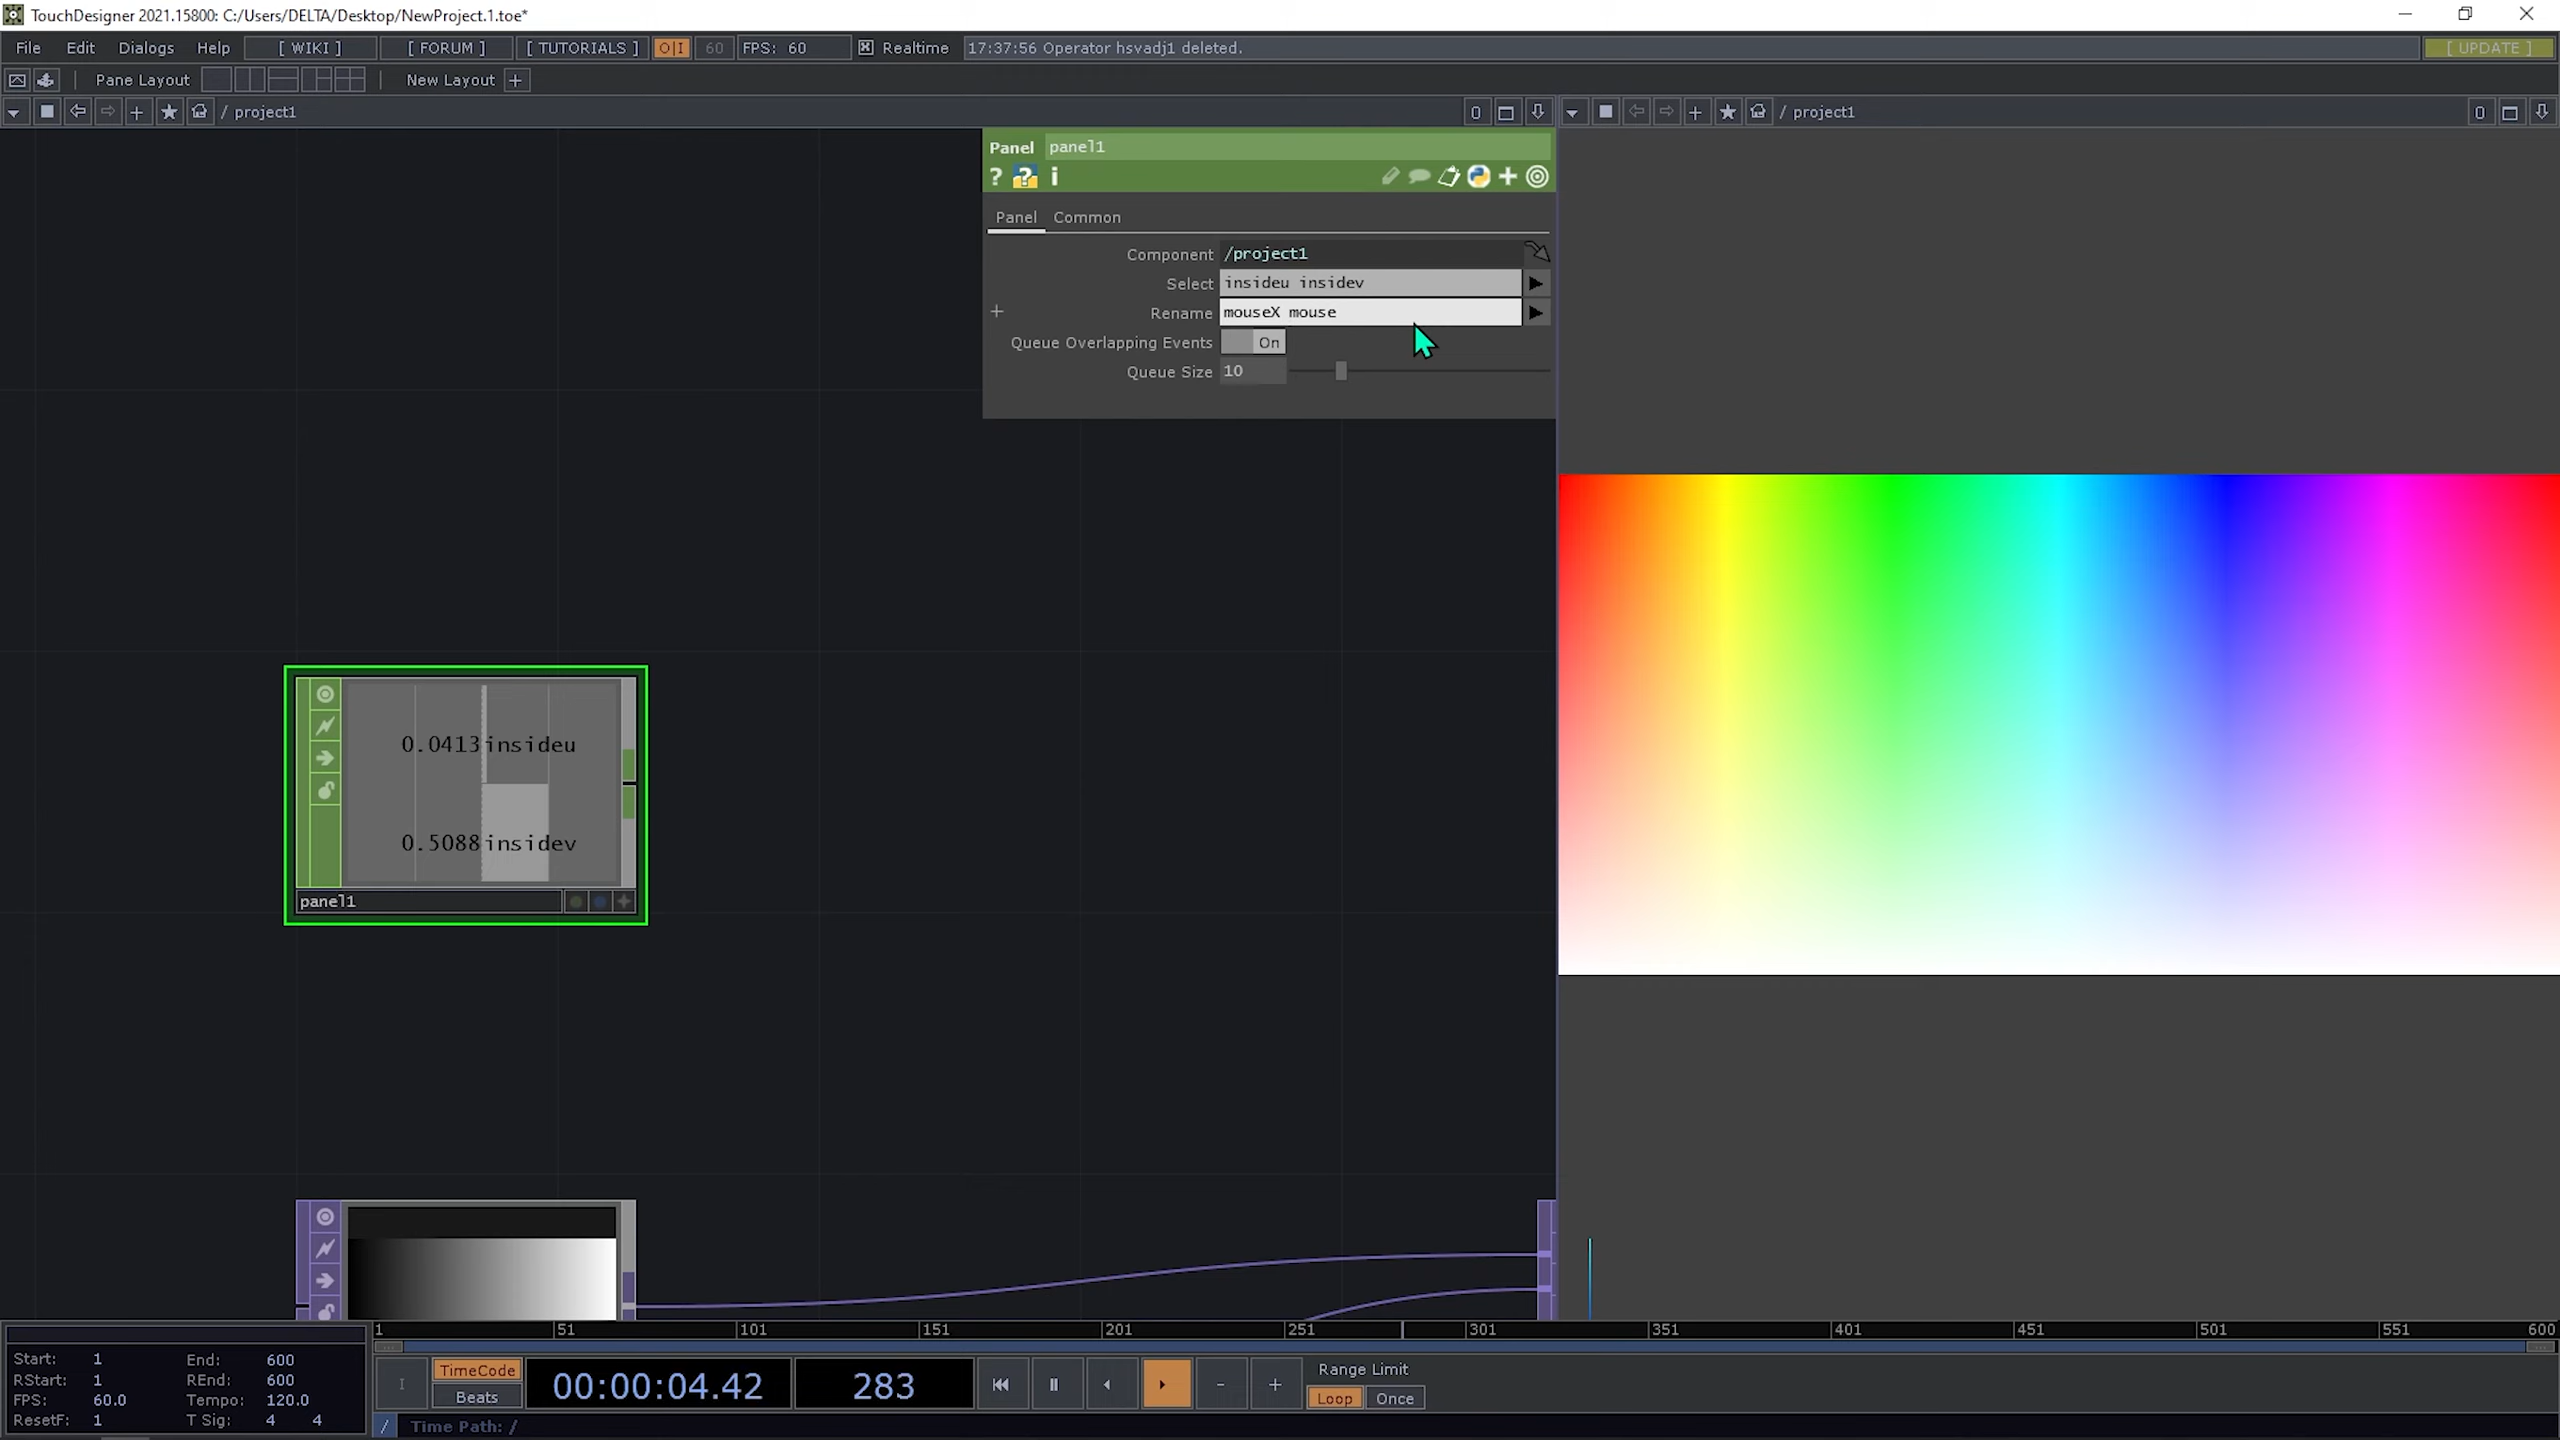 TouchDesigner 2021.15800: C:/Users/DELTA/Desktop/NewProject.1.toe*
File Edit Dialogs Help [ WIKI ] [ FORUM ] [ TUTORIALS ] O|I 60 FPS: 60 Realtime 17:37:56 Operator hsvadj1 deleted. [ UPDATE ]
Pane Layout New Layout +
/ project1 0 / project1 0
Panel panel1
? ? i
Panel Common
Component /project1
Select insideu insidev
+ Rename mouseX mouse
Queue Overlapping Events On
Queue Size 10
0.0413 insideu
0.5088 insidev
panel1
1 51 101 151 201 251 301 351 401 451 501 551 600
Start: 1 End: 600
RStart: 1 REnd: 600
FPS: 60.0 Tempo: 120.0
ResetF: 1 T Sig: 4 4
I TimeCode
Beats
00:00:04.42 283 - +
Range Limit
Loop Once
/ Time Path: /